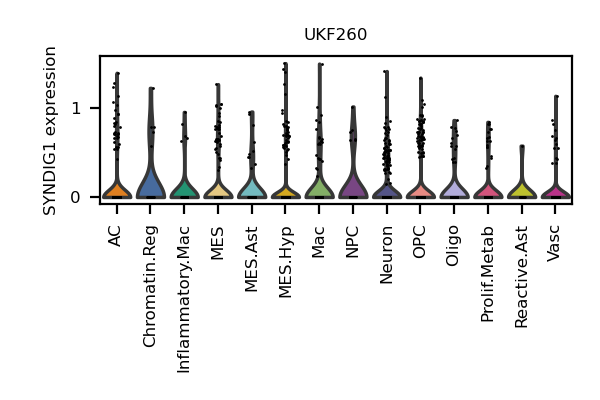 UKF260
SYNDIG1 expression
1
0
AC
Chromatin.Reg
Inflammatory.Mac
MES
MES.Ast
MES.Hyp
Mac
NPC
Neuron
OPC
Oligo
Prolif.Metab
Reactive.Ast
Vasc